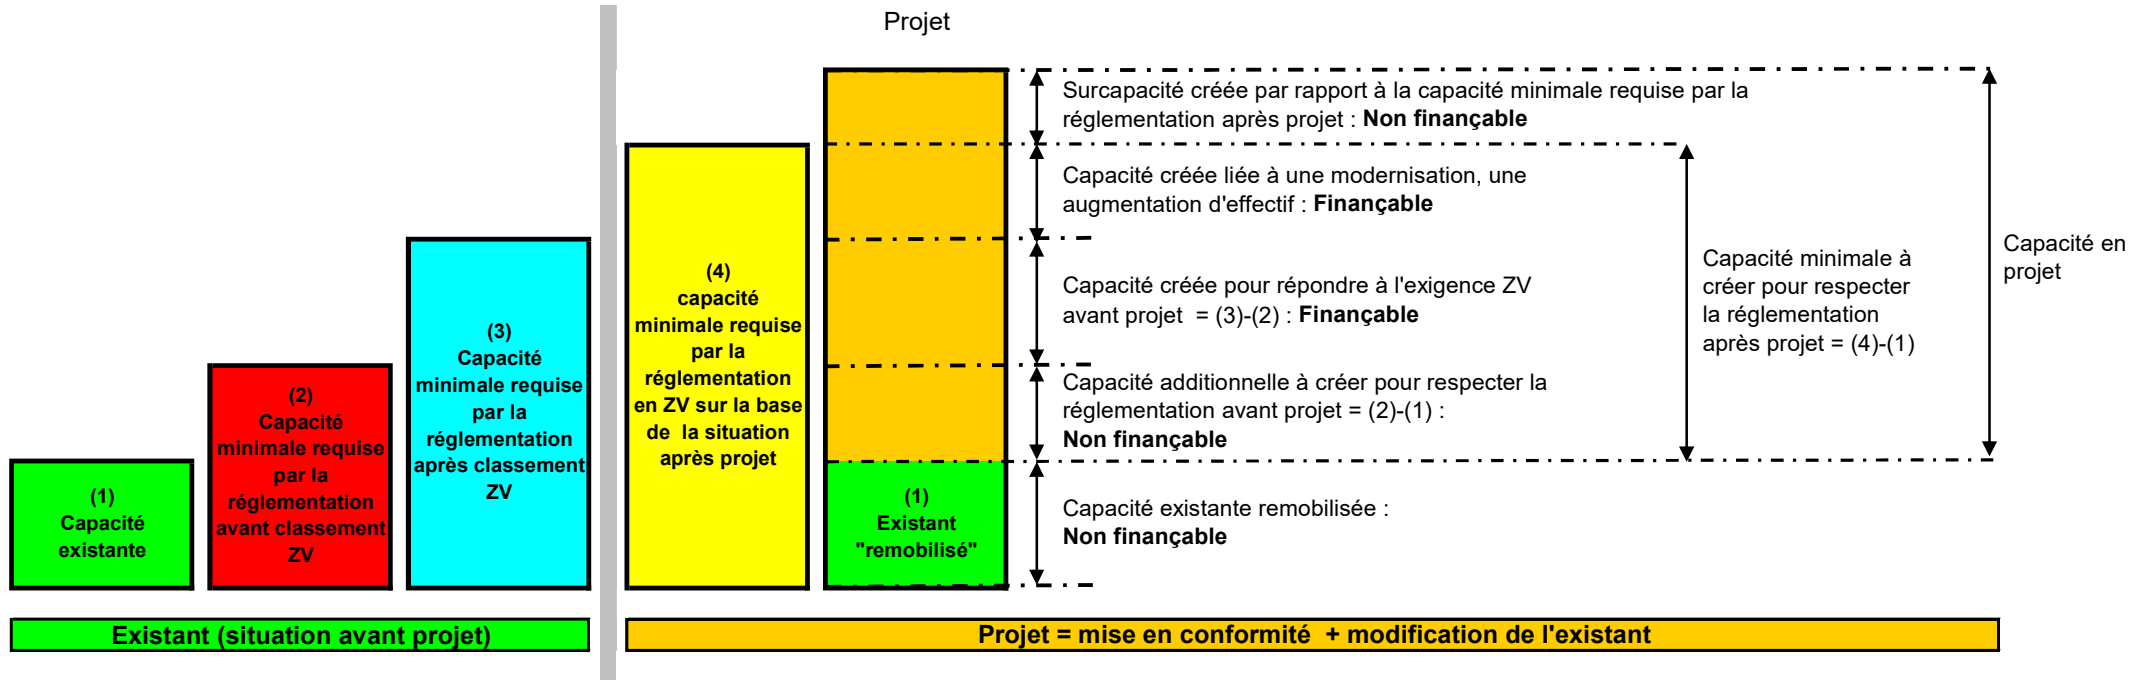 Projet
Surcapacité créée par rapport à la capacité minimale requise par la
réglementation après projet : Non finançable
Capacité créée liée à une modernisation, une
augmentation d'effectif : Finançable
Capacité créée pour répondre à l'exigence ZV
avant projet = (3)-(2) : Finançable
Capacité additionnelle à créer pour respecter la
réglementation avant projet = (2)-(1) :
Non finançable
Capacité existante remobilisée :
Non finançable
Capacité minimale à
créer pour respecter
la réglementation
après projet = (4)-(1)
Capacité en
projet
(1)
Capacité
existante
(2)
Capacité
minimale requise
par la
réglementation
avant classement
ZV
(3)
Capacité
minimale requise
par la
réglementation
après classement
ZV
(4)
capacité
minimale requise
par la
réglementation
en ZV sur la base
de la situation
après projet
(1)
Existant
"remobilisé"
Existant (situation avant projet)
Projet = mise en conformité + modification de l'existant